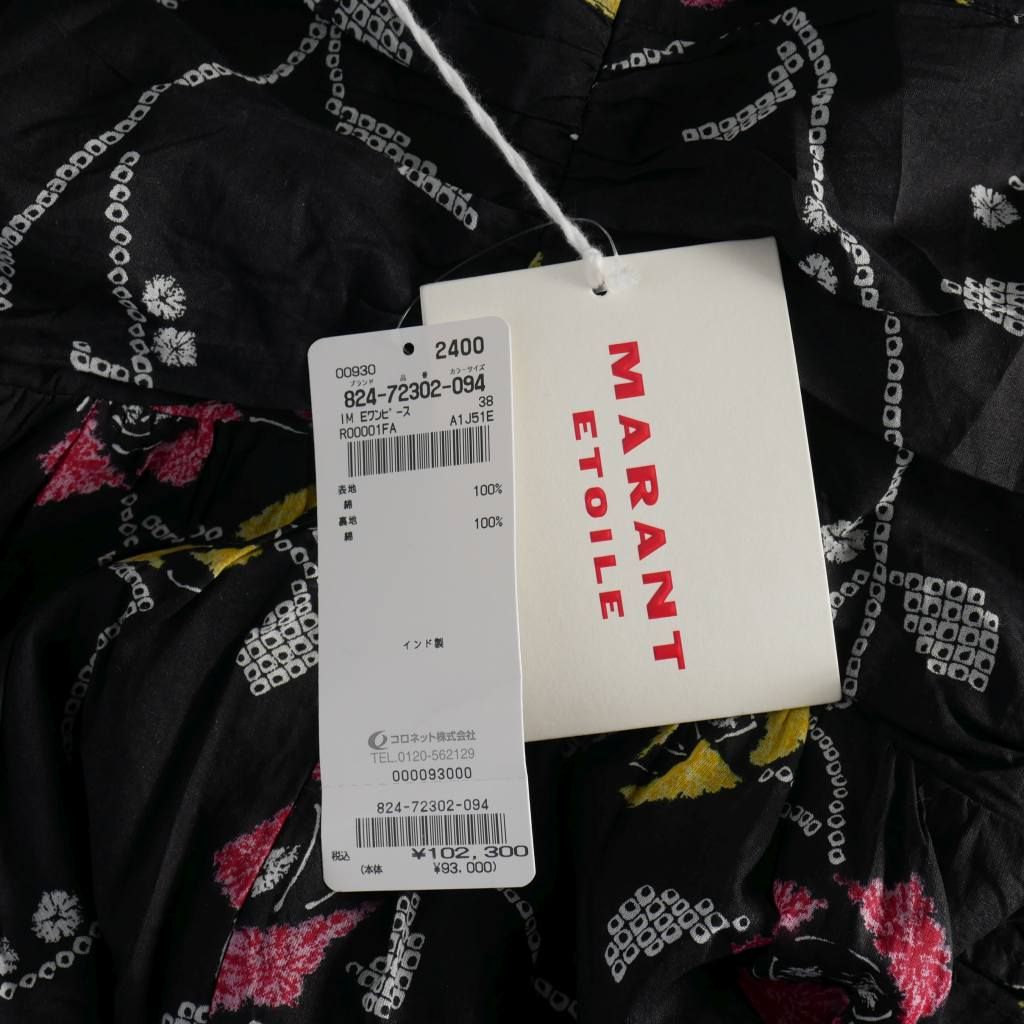 2400
00930
ブランド 品番 カラーサイズ
824-72302-094
IM Eワンピース 38
R00001FA A1J51E
表地 100%
綿
裏地 100%
綿
インド製
コロネット株式会社
TEL.0120-562129
000093000
824-72302-094
税込 ¥102,300
(本体 ¥93,000)
MARANT
ETOILE